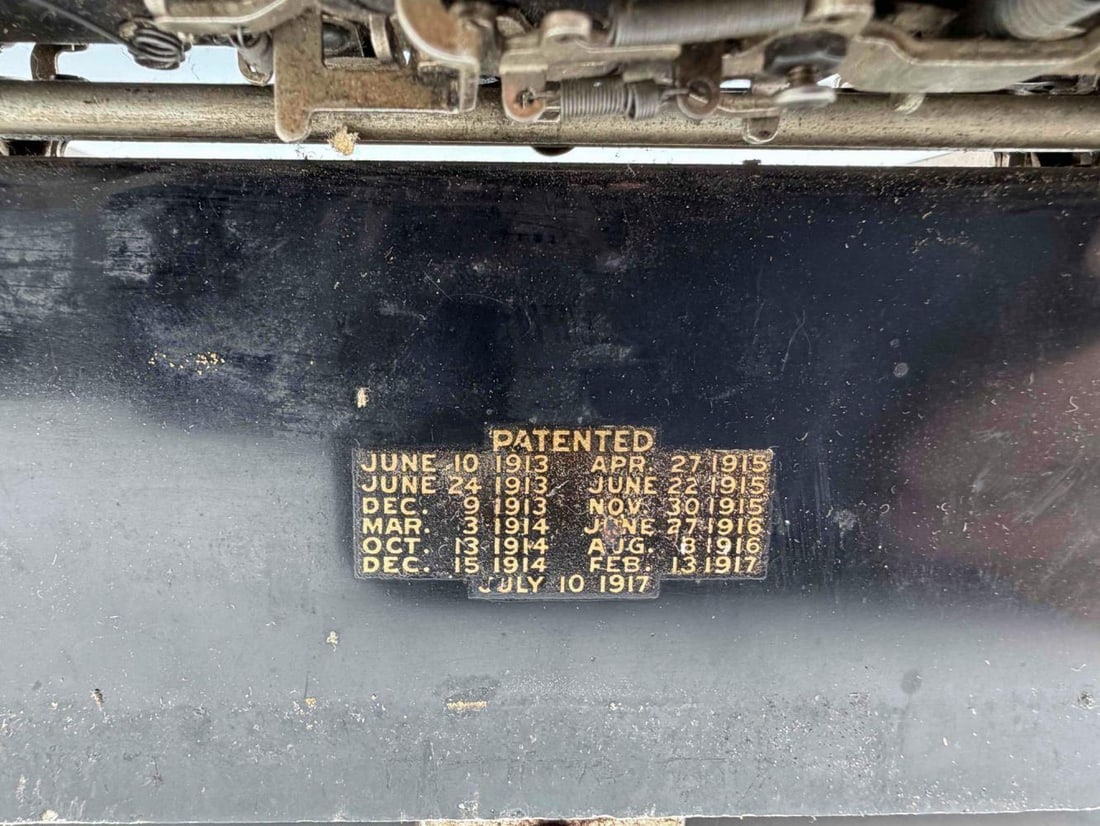 PATENTED
JUNE 10 1913 APR. 27 1915
JUNE 24 1913 JUNE 22 1915
DEC. 9 1913 NOV. 30 1915
MAR. 3 1914 JUNE 27 1916
OCT. 13 1914 AUG. 8 1916
DEC. 15 1914 FEB. 13 1917
JULY 10 1917